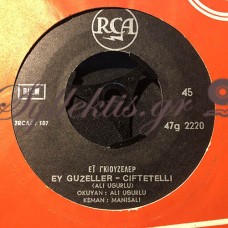 RCA
45
47g 2220
ΕΪ ΓΚΙΟΥΖΕΛΕΡ
EY GUZELLER - CIFTETELLI
(ALI UGURLU)
OKUYAN : ALI UGURLU
KEMAN : MANISALI